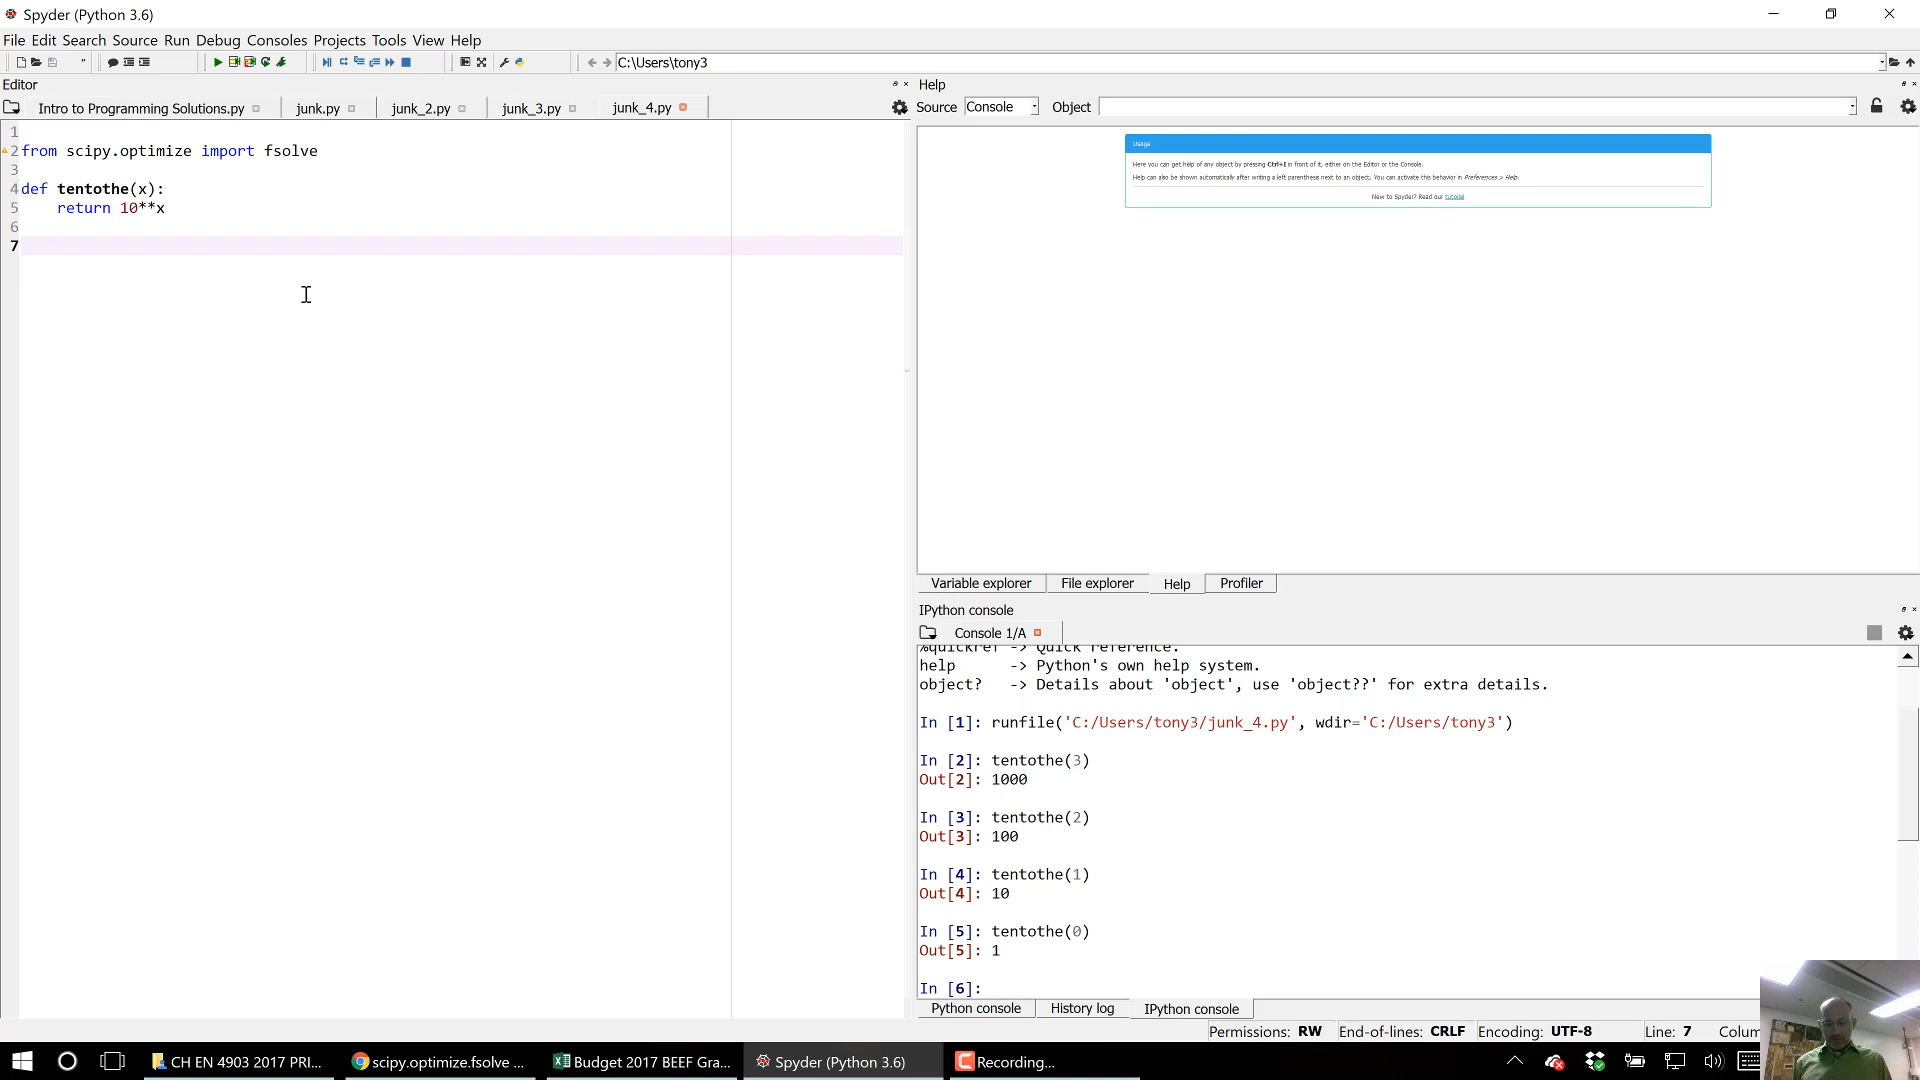 Spyder (Python 3.6)
File Edit Search Source Run Debug Consoles Projects Tools View Help
C:\Users\tony3
Editor
Intro to Programming Solutions.py
junk.py
junk_2.py
junk_3.py
junk_4.py
1
2 from scipy.optimize import fsolve
3
4 def tentothe(x):
5 return 10**x
6
7
Help
Source Console Object
Usage
Here you can get help of any object by pressing Ctrl+I in front of it, either on the Editor or the Console.
Help can also be shown automatically after writing a left parenthesis next to an object. You can activate this behavior in Preferences > Help.
New to Spyder? Read our tutorial
Variable explorer File explorer Help Profiler
IPython console
Console 1/A
%quickref -> Quick reference.
help -> Python's own help system.
object? -> Details about 'object', use 'object??' for extra details.
In [1]: runfile('C:/Users/tony3/junk_4.py', wdir='C:/Users/tony3')
In [2]: tentothe(3)
Out[2]: 1000
In [3]: tentothe(2)
Out[3]: 100
In [4]: tentothe(1)
Out[4]: 10
In [5]: tentothe(0)
Out[5]: 1
In [6]:
Python console History log IPython console
Permissions: RW End-of-lines: CRLF Encoding: UTF-8 Line: 7 Colum
CH EN 4903 2017 PRI...
scipy.optimize.fsolve ...
Budget 2017 BEEF Gra...
Spyder (Python 3.6)
Recording...